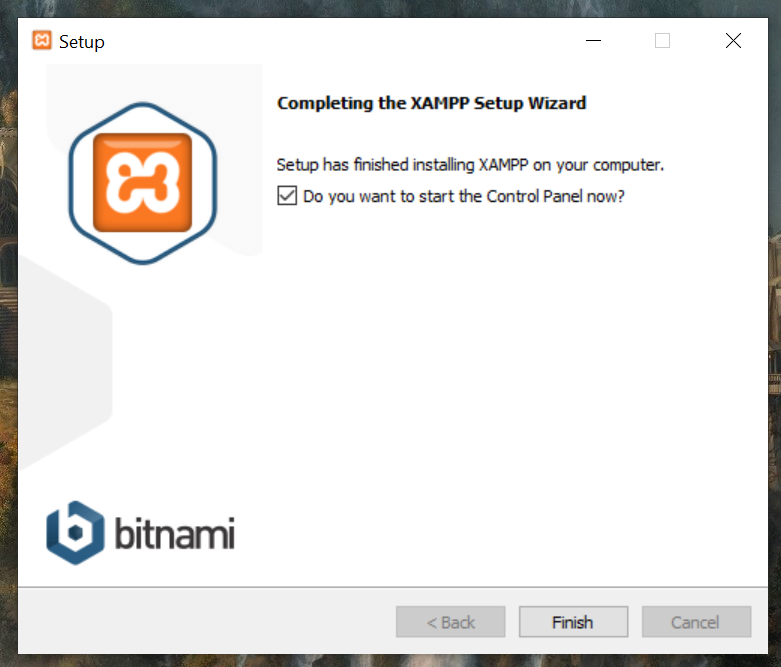 Setup
Completing the XAMPP Setup Wizard
Setup has finished installing XAMPP on your computer.
Do you want to start the Control Panel now?
bitnami
< Back
Finish
Cancel